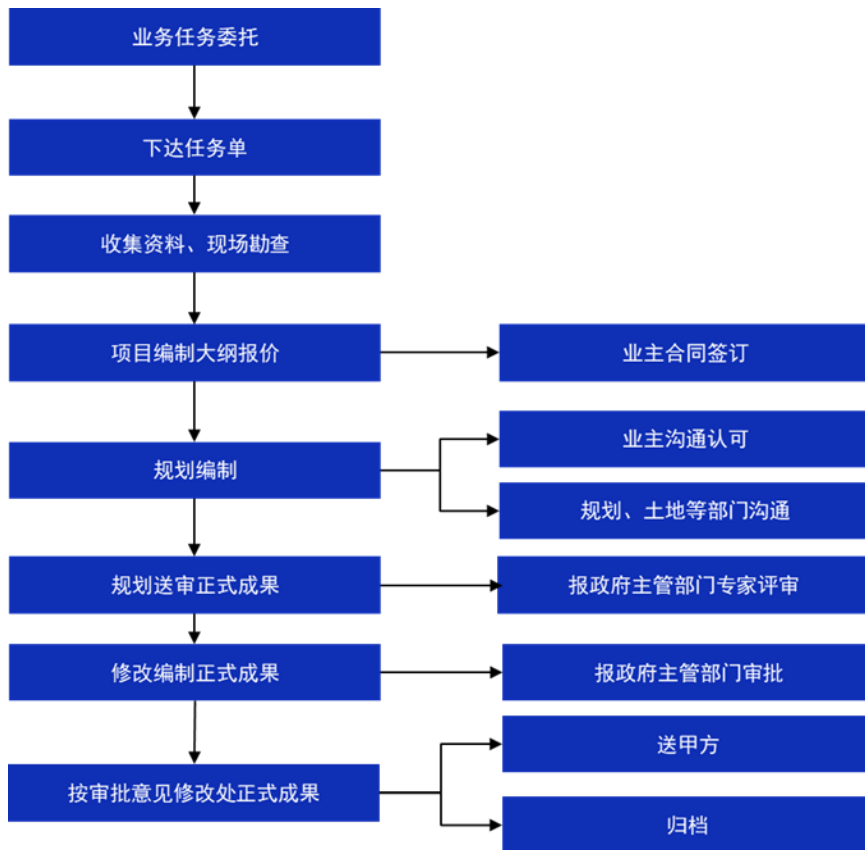 业务任务委托
下达任务单
收集资料、现场勘查
项目编制大纲报价
业主合同签订
业主沟通认可
规划编制
规划、土地等部门沟通
规划送审正式成果
报政府主管部门专家评审
修改编制正式成果
报政府主管部门审批
送甲方
按审批意见修改处正式成果
归档